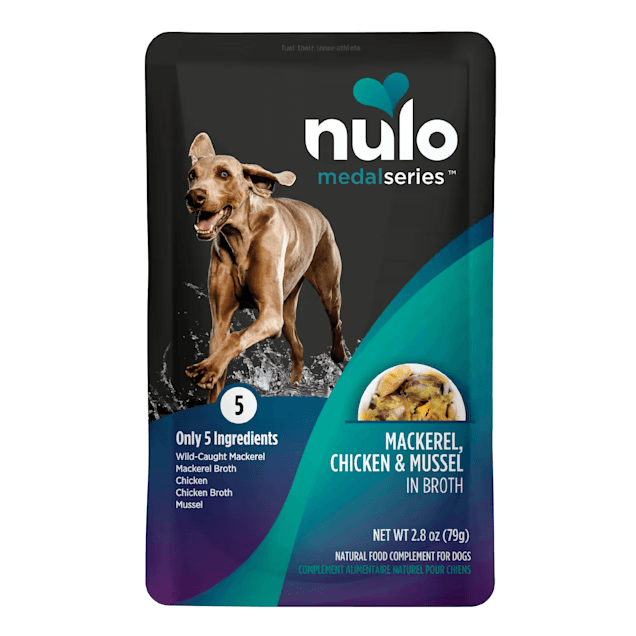 fuel their inner-athlete
nulo
medalseries™
5
Only 5 Ingredients
Wild-Caught Mackerel
Mackerel Broth
Chicken
Chicken Broth
Mussel
MACKEREL,
CHICKEN & MUSSEL
IN BROTH
NET WT 2.8 oz (79g)
NATURAL FOOD COMPLEMENT FOR DOGS
COMPLÉMENT ALIMENTAIRE NATUREL POUR CHIENS